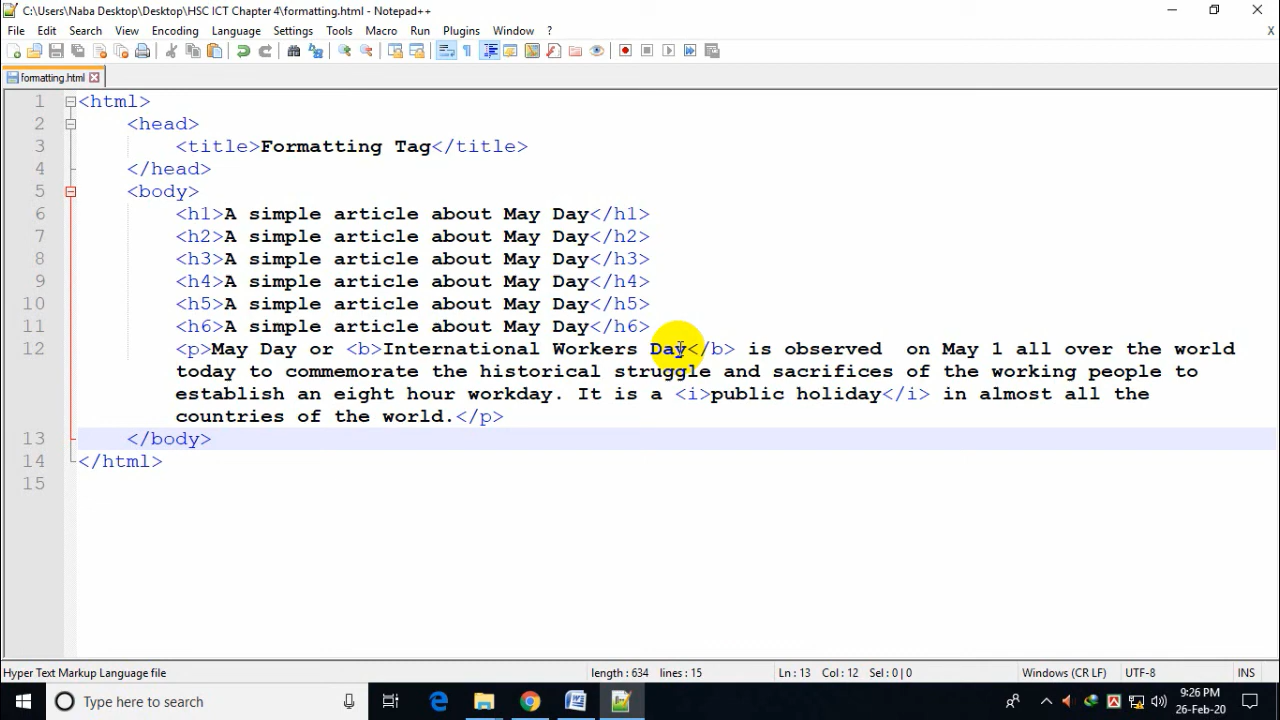 C:\Users\Naba Desktop\Desktop\HSC ICT Chapter 4\formatting.html - Notepad++
File Edit Search View Encoding Language Settings Tools Macro Run Plugins Window ? X
formatting.html
1 <html>
2 <head>
3 <title>Formatting Tag</title>
4 </head>
5 <body>
6 <h1>A simple article about May Day</h1>
7 <h2>A simple article about May Day</h2>
8 <h3>A simple article about May Day</h3>
9 <h4>A simple article about May Day</h4>
10 <h5>A simple article about May Day</h5>
11 <h6>A simple article about May Day</h6>
12 <p>May Day or <b>International Workers Day</b> is observed  on May 1 all over the world
today to commemorate the historical struggle and sacrifices of the working people to
establish an eight hour workday. It is a <i>public holiday</i> in almost all the
countries of the world.</p>
13 </body>
14 </html>
15
Hyper Text Markup Language file length : 634 lines : 15 Ln : 13 Col : 12 Sel : 0 | 0 Windows (CR LF) UTF-8 INS
Type here to search
9:26 PM
26-Feb-20